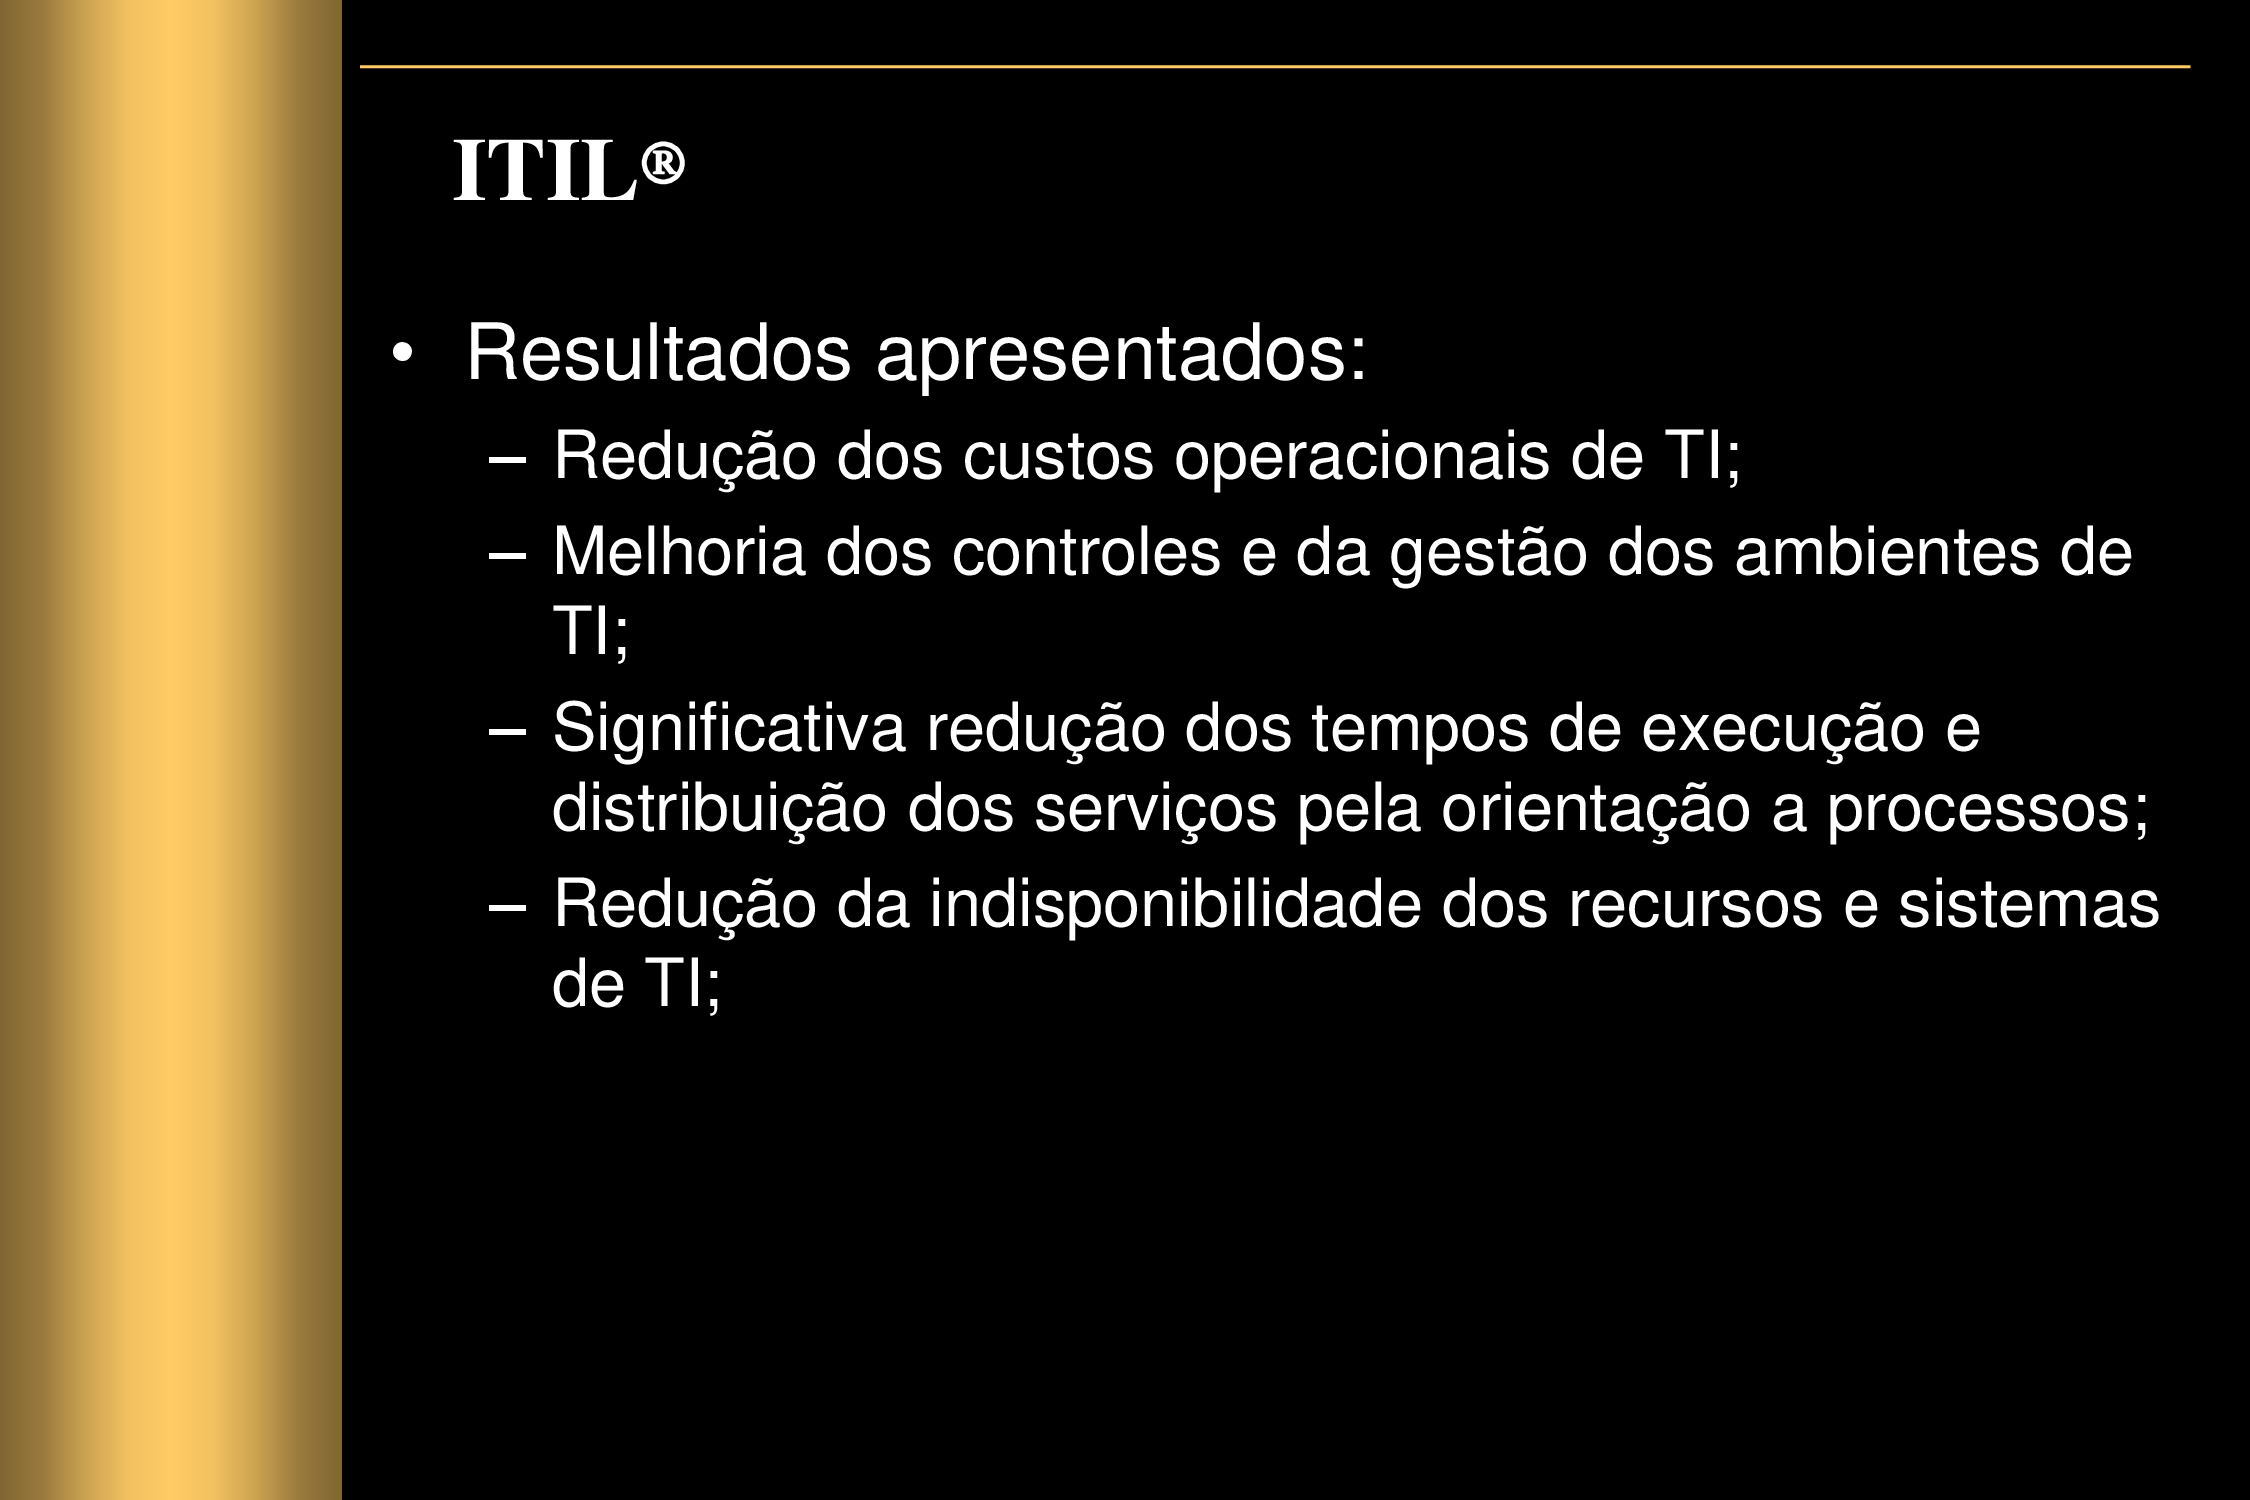 ITIL®
• Resultados apresentados:
– Redução dos custos operacionais de TI;
– Melhoria dos controles e da gestão dos ambientes de
TI;
– Significativa redução dos tempos de execução e
distribuição dos serviços pela orientação a processos;
– Redução da indisponibilidade dos recursos e sistemas
de TI;